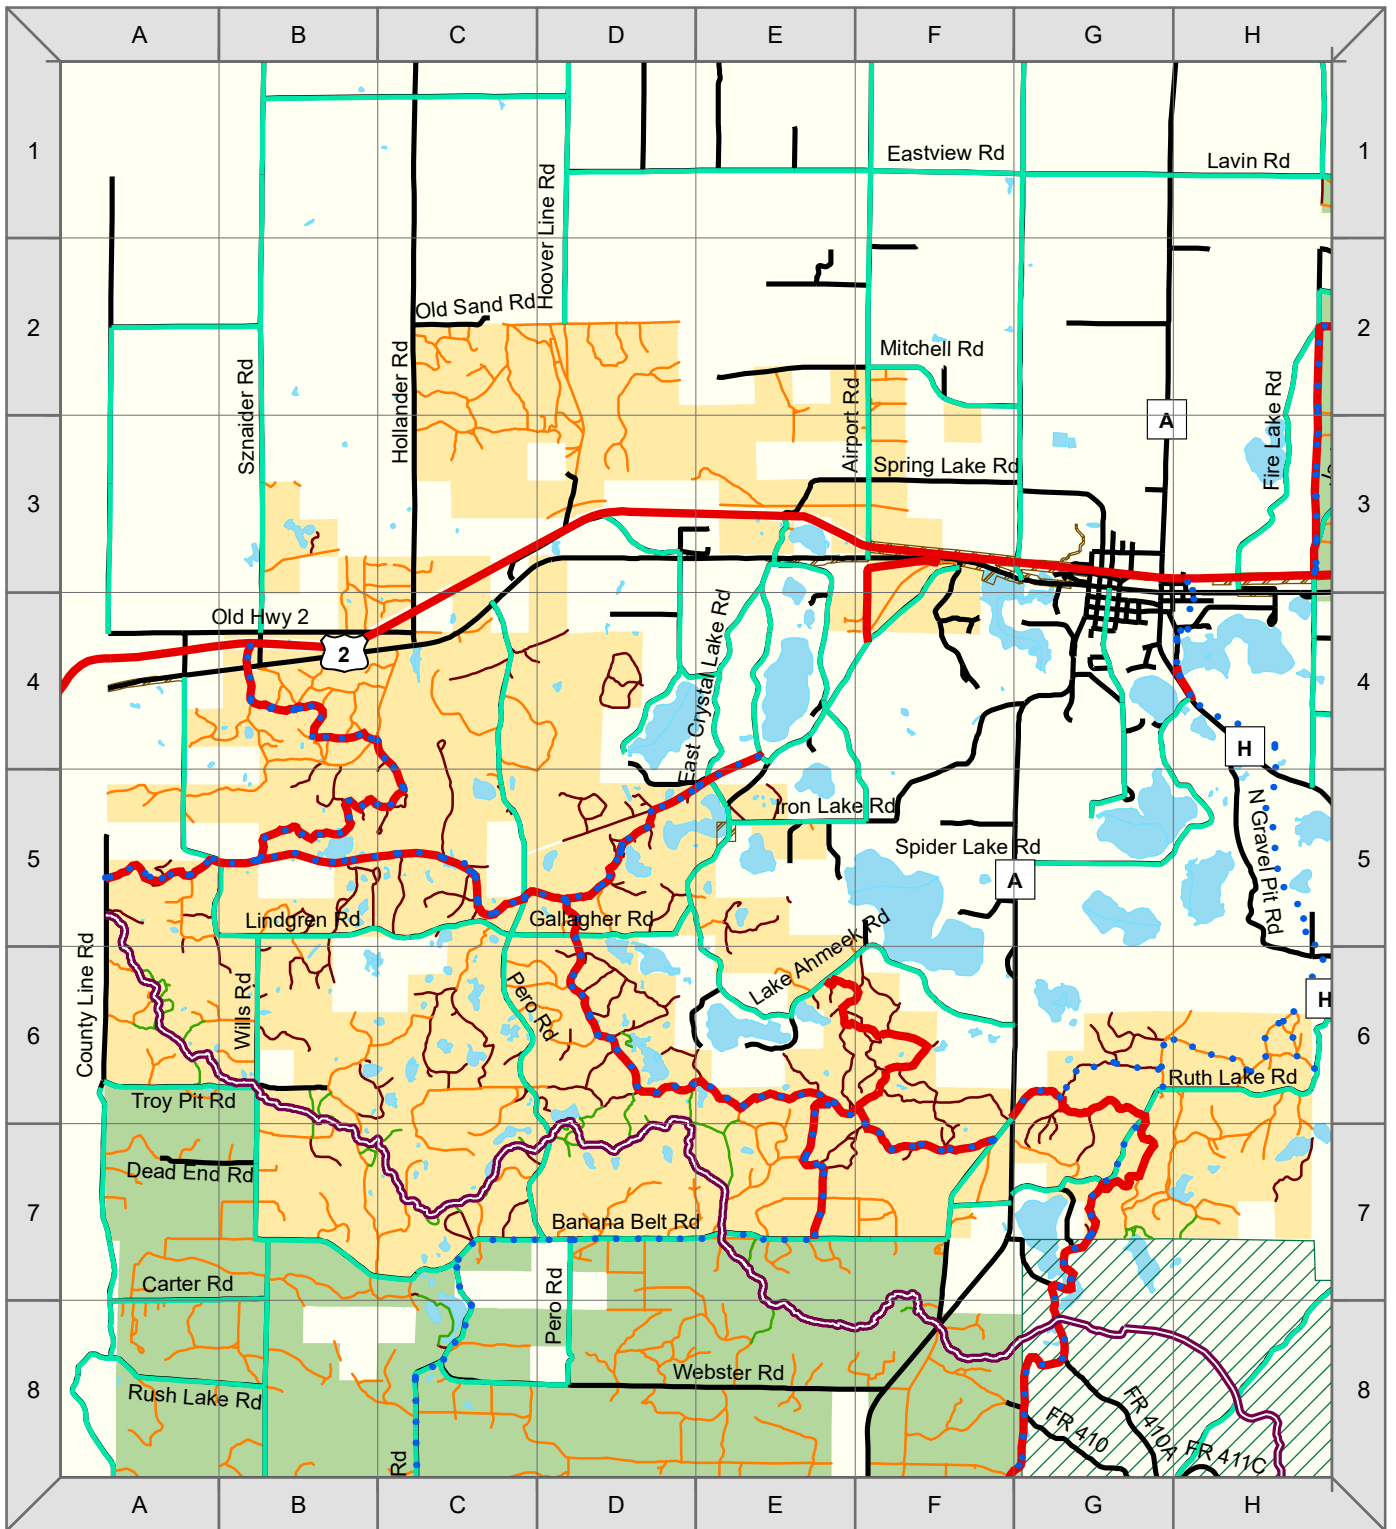 A B C D E F G H
1 1
Eastview Rd
Lavin Rd
Hoover Line Rd
2 2
Old Sand Rd
Mitchell Rd
Sznaider Rd
Hollander Rd
Airport Rd
Fire Lake Rd
A
Spring Lake Rd
3 3
Old Hwy 2
2
East Crystal Lake Rd
4 4
H
Iron Lake Rd
N Gravel Pit Rd
Spider Lake Rd
5 5
A
Lindgren Rd
Gallagher Rd
Lake Ahmeek Rd
County Line Rd
Wills Rd
Pero Rd
H
6 6
Ruth Lake Rd
Troy Pit Rd
Dead End Rd
7 7
Banana Belt Rd
Carter Rd
Pero Rd
Webster Rd
8 8
Rush Lake Rd
FR 410
FR 410A
FR 411C
Rd
A B C D E F G H